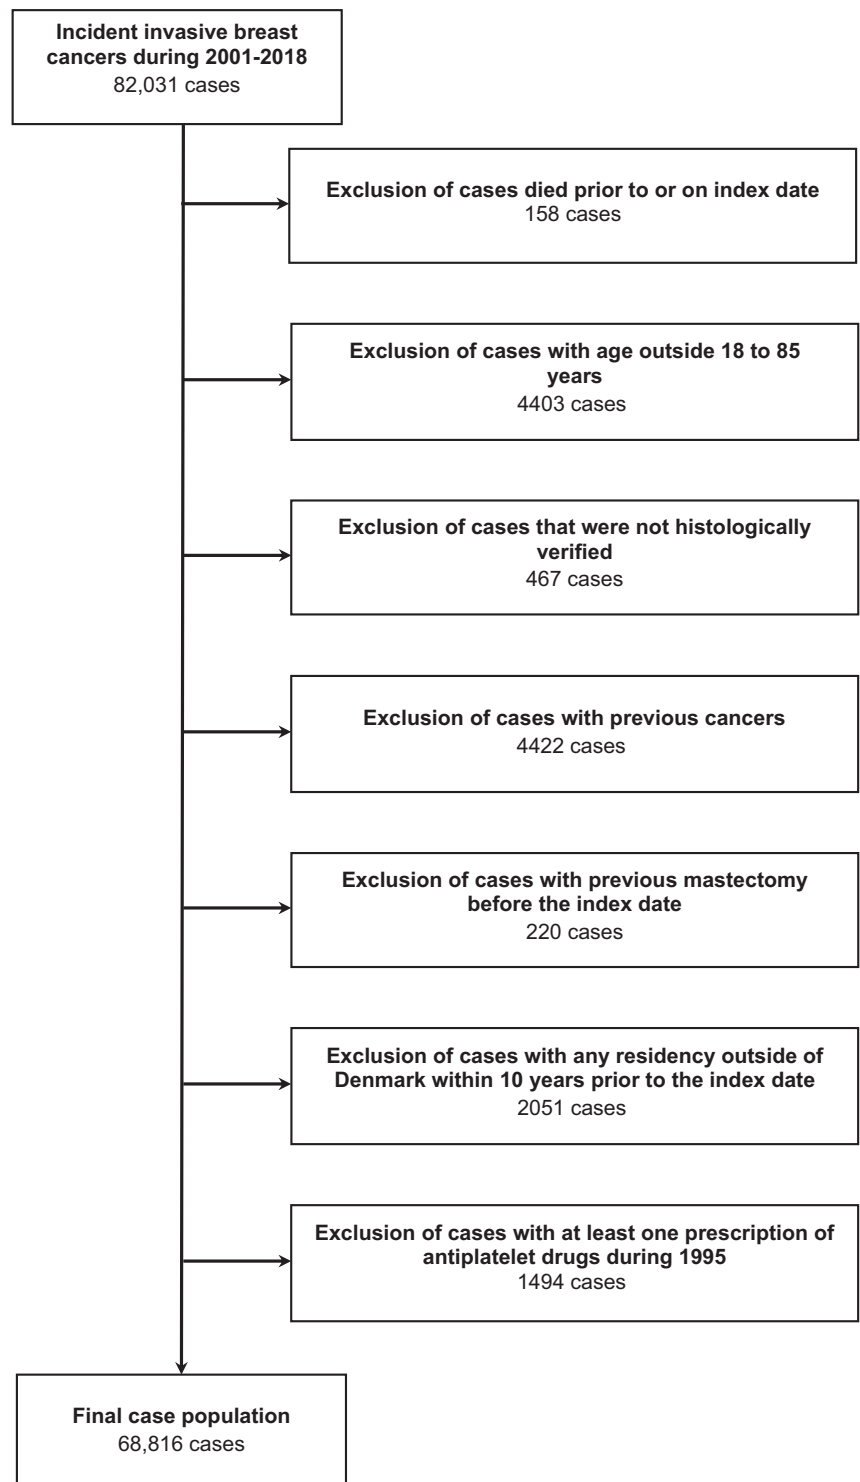 Incident invasive breast
cancers during 2001-2018
82,031 cases
Exclusion of cases died prior to or on index date
158 cases
Exclusion of cases with age outside 18 to 85
years
4403 cases
Exclusion of cases that were not histologically
verified
467 cases
Exclusion of cases with previous cancers
4422 cases
Exclusion of cases with previous mastectomy
before the index date
220 cases
Exclusion of cases with any residency outside of
Denmark within 10 years prior to the index date
2051 cases
Exclusion of cases with at least one prescription of
antiplatelet drugs during 1995
1494 cases
Final case population
68,816 cases